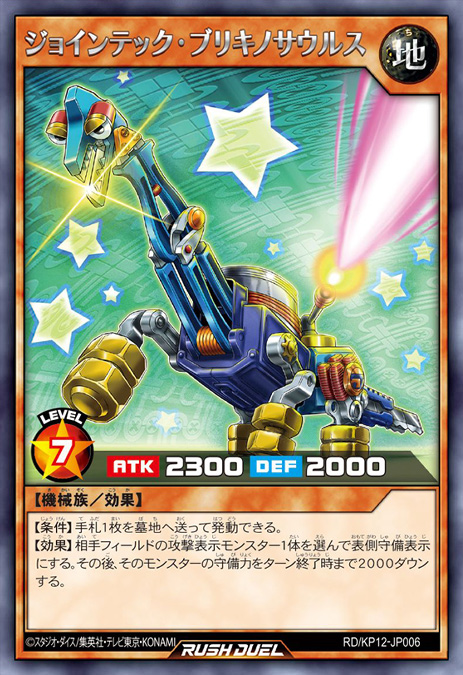 ジョインテック・ブリキノサウルス
地
LEVEL
7
ATK 2300 DEF 2000
【機械族／効果】
【条件】手札1枚を墓地へ送って発動できる。
【効果】相手フィールドの攻撃表示モンスター1体を選んで表側守備表示
にする。その後、そのモンスターの守備力をターン終了時まで2000ダウン
する。
©スタジオ・ダイス/集英社・テレビ東京・KONAMI
RUSH DUEL
RD/KP12-JP006